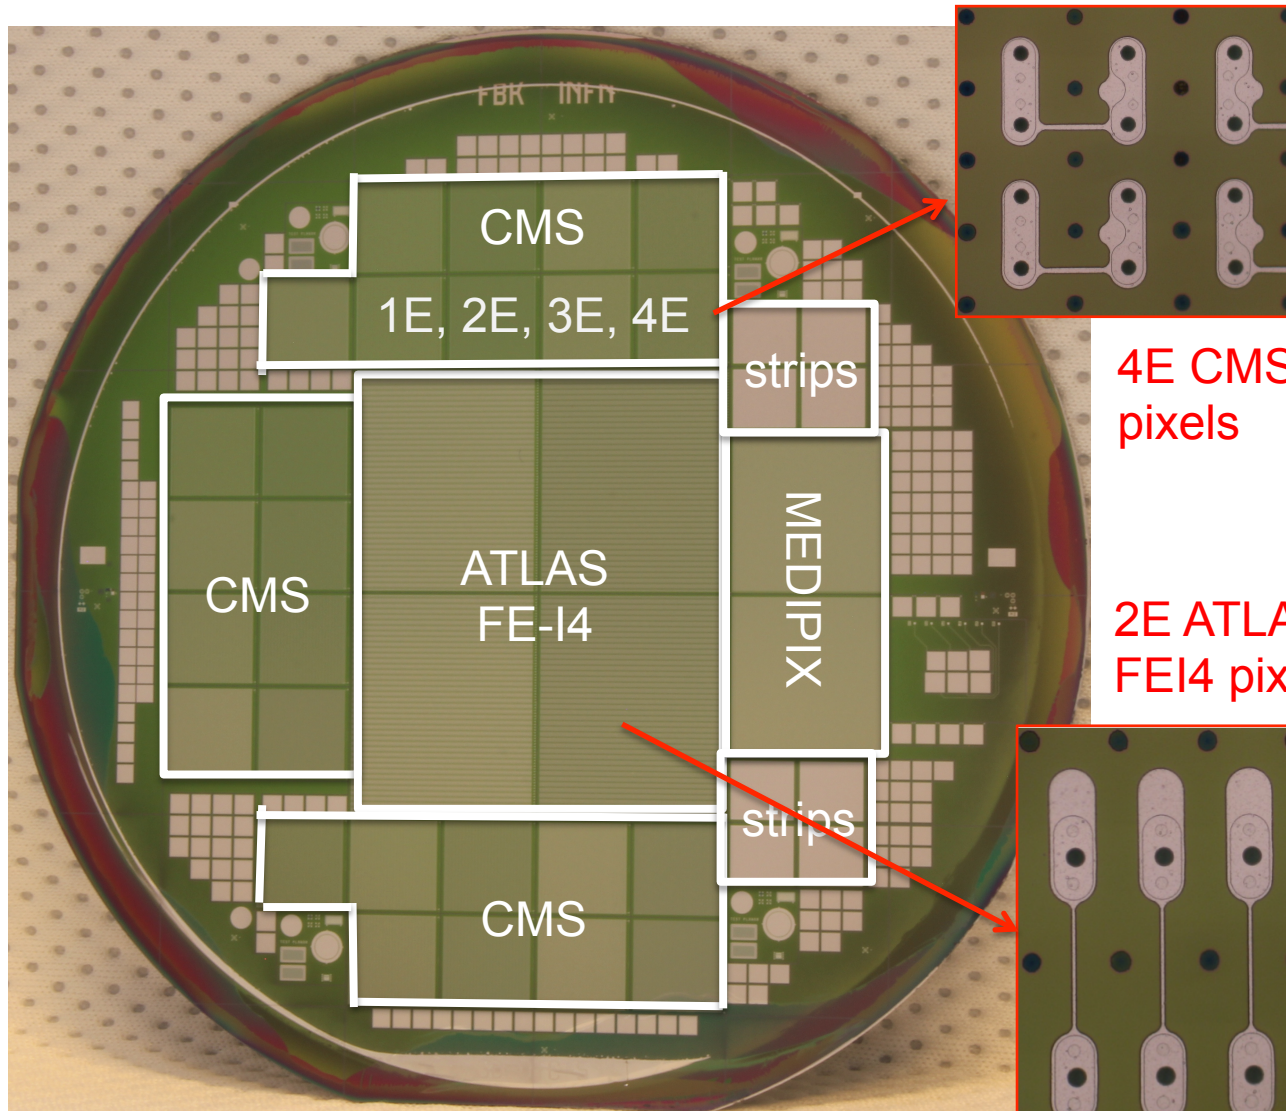 FBK INFN
CMS
1E, 2E, 3E, 4E
strips
4E CMS
pixels
CMS
ATLAS
FE-I4
MEDIPIX
2E ATLA
FEI4 pix
strips
CMS